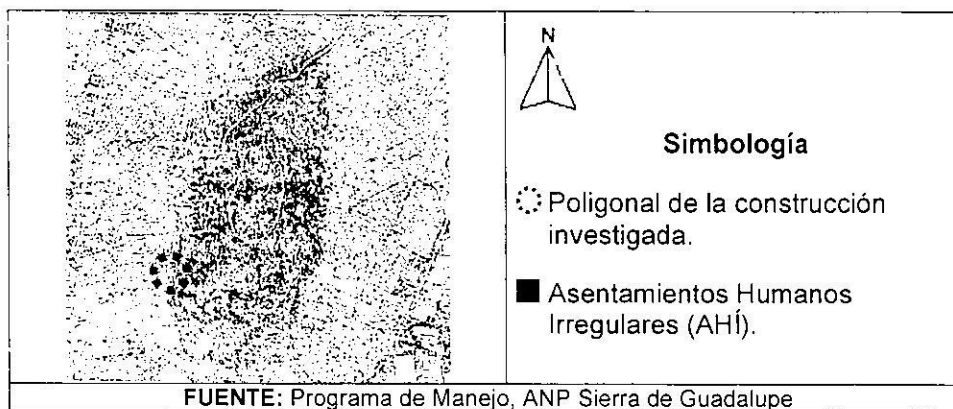 N
Simbología
Poligonal de la construcción
investigada.
Asentamientos Humanos
Irregulares (AHÍ).
FUENTE: Programa de Manejo, ANP Sierra de Guadalupe